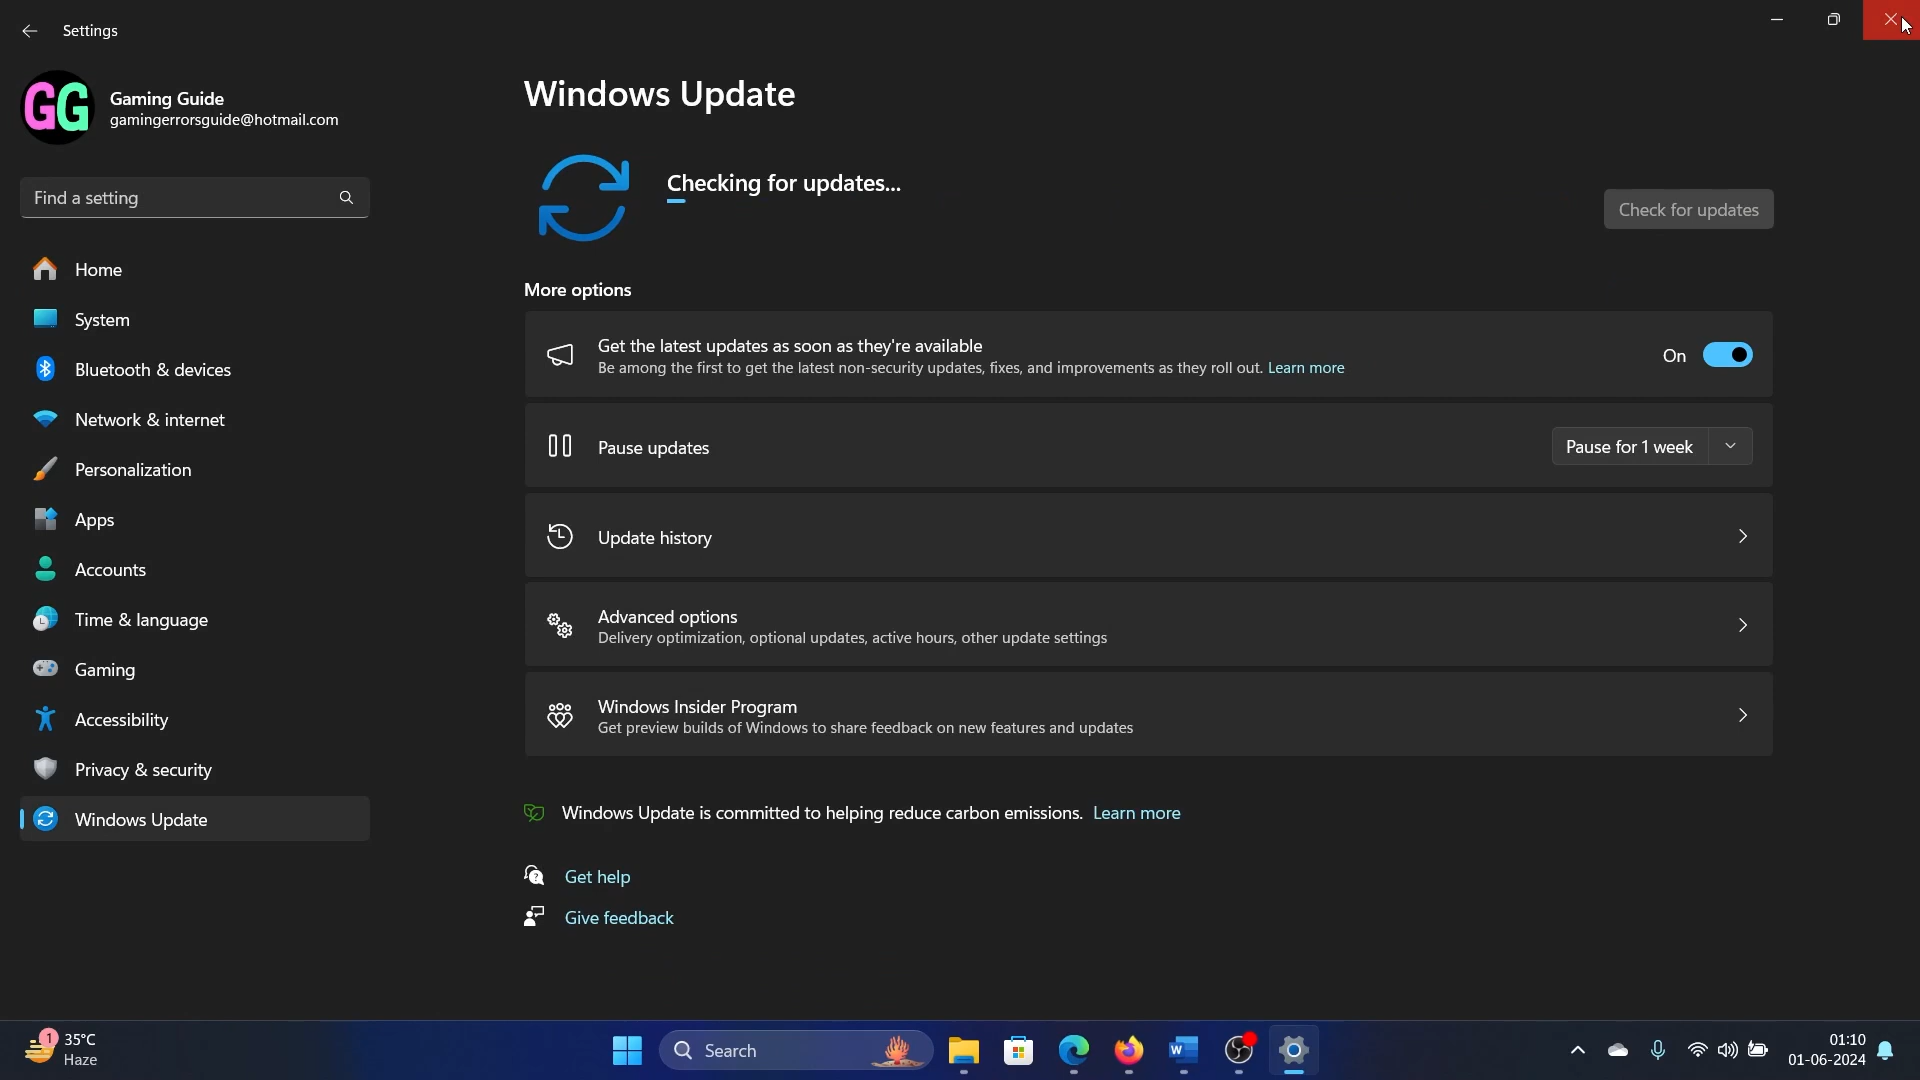 Settings
GG
Gaming Guide
gamingerrorsguide@hotmail.com
Find a setting
Home
System
Bluetooth & devices
Network & internet
Personalization
Apps
Accounts
Time & language
Gaming
Accessibility
Privacy & security
Windows Update
Windows Update
Checking for updates...
Check for updates
More options
Get the latest updates as soon as they're available
Be among the first to get the latest non-security updates, fixes, and improvements as they roll out. Learn more
On
Pause updates
Pause for 1 week
Update history
Advanced options
Delivery optimization, optional updates, active hours, other update settings
Windows Insider Program
Get preview builds of Windows to share feedback on new features and updates
Windows Update is committed to helping reduce carbon emissions. Learn more
Get help
Give feedback
1
35°C
Haze
Search
W
01:10
01-06-2024